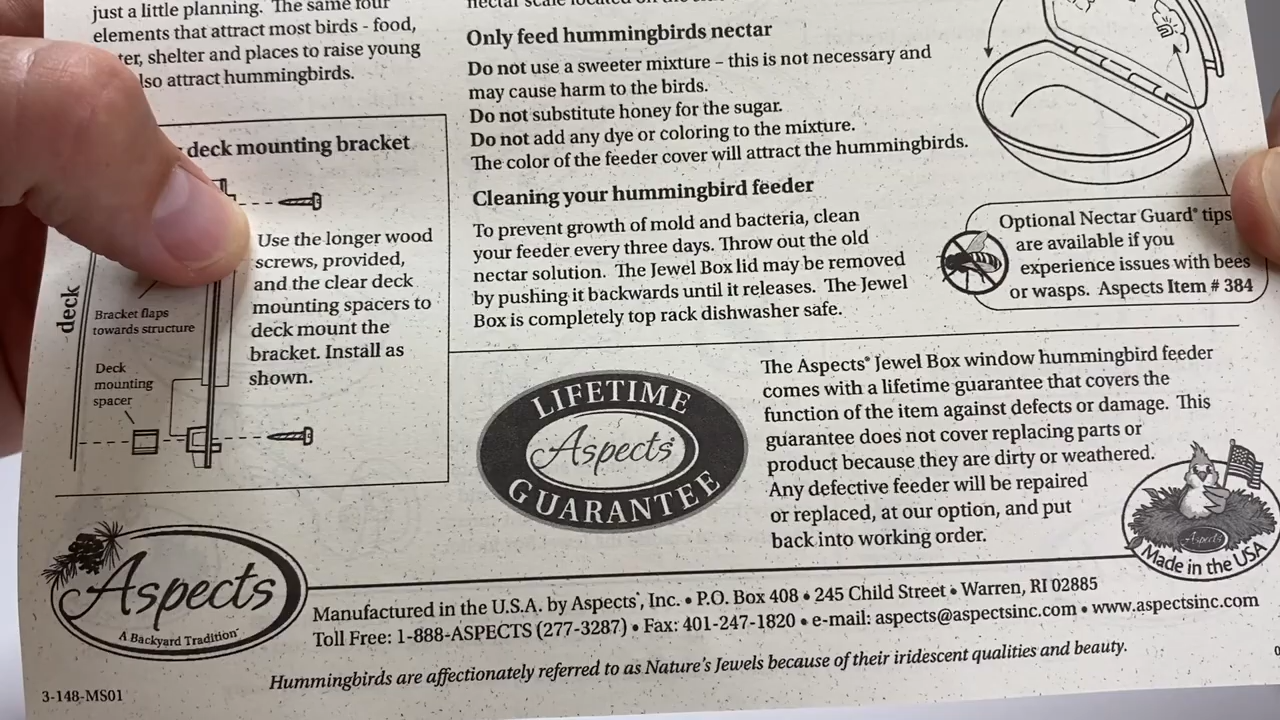 just a little planning. The same four
elements that attract most birds - food,
ter, shelter and places to raise young
lso attract hummingbirds.
deck mounting bracket
Use the longer wood
screws, provided,
and the clear deck
mounting spacers to
deck mount the
bracket. Install as
shown.
deck
Bracket flaps
towards structure
Deck
mounting
spacer
nectar scale located on the
Only feed hummingbirds nectar
Do not use a sweeter mixture – this is not necessary and
may cause harm to the birds.
Do not substitute honey for the sugar.
Do not add any dye or coloring to the mixture.
The color of the feeder cover will attract the hummingbirds.
Cleaning your hummingbird feeder
To prevent growth of mold and bacteria, clean
your feeder every three days. Throw out the old
nectar solution. The Jewel Box lid may be removed
by pushing it backwards until it releases. The Jewel
Box is completely top rack dishwasher safe.
Optional Nectar Guard® tips
are available if you
experience issues with bees
or wasps. Aspects Item # 384
LIFETIME
Aspects®
GUARANTEE
The Aspects® Jewel Box window hummingbird feeder
comes with a lifetime guarantee that covers the
function of the item against defects or damage. This
guarantee does not cover replacing parts or
product because they are dirty or weathered.
Any defective feeder will be repaired
or replaced, at our option, and put
back into working order.
Aspects
Made in the USA
Aspects®
A Backyard Tradition
Manufactured in the U.S.A. by Aspects®, Inc. • P.O. Box 408 • 245 Child Street • Warren, RI 02885
Toll Free: 1-888-ASPECTS (277-3287) • Fax: 401-247-1820 • e-mail: aspects@aspectsinc.com • www.aspectsinc.com
Hummingbirds are affectionately referred to as Nature's Jewels because of their iridescent qualities and beauty.
3-148-MS01